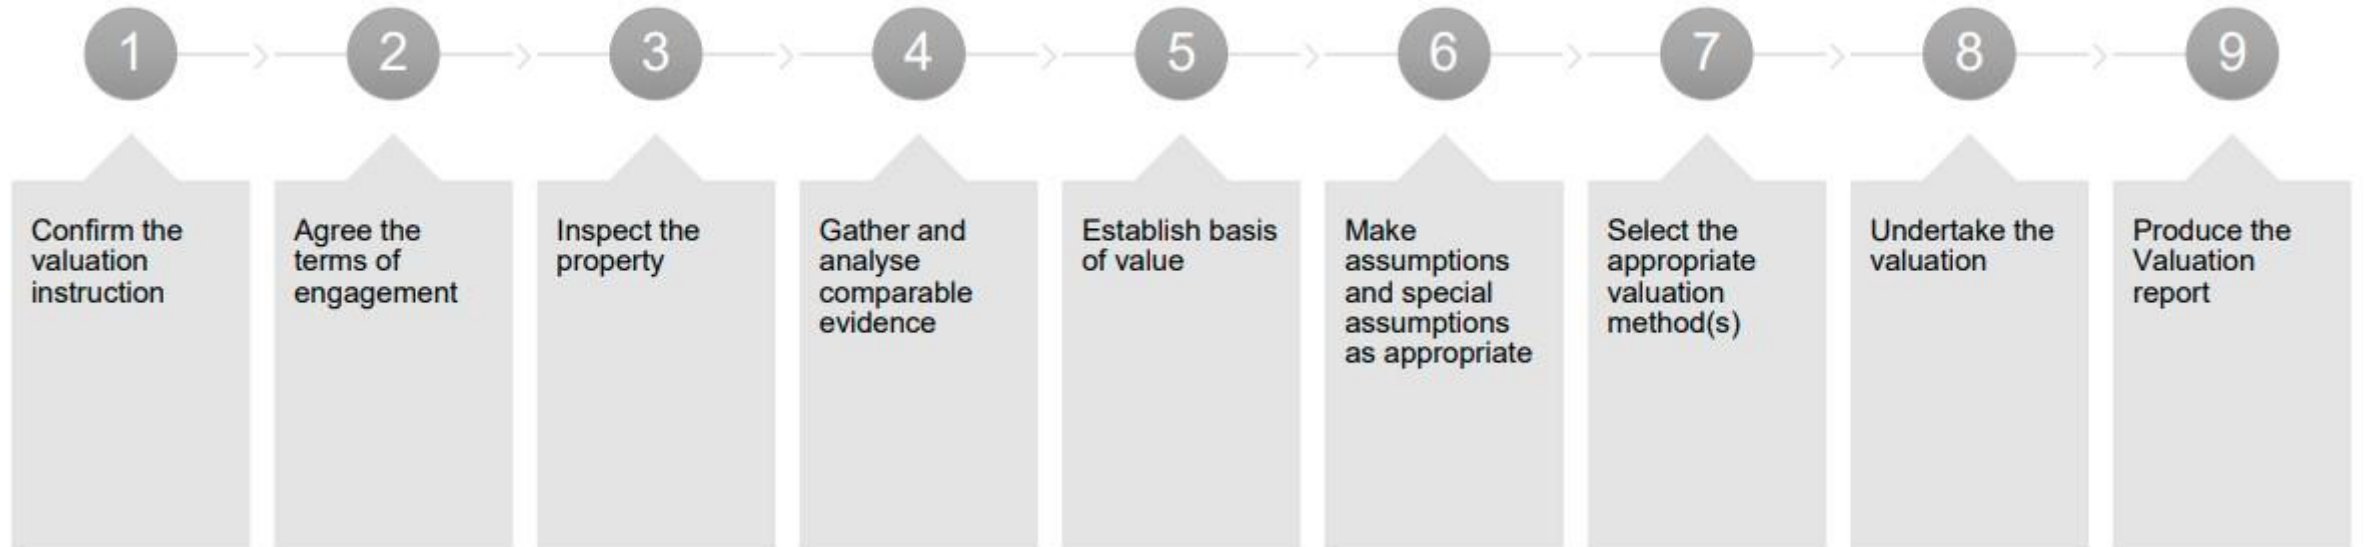 1
2
3
4
5
6
7
8
9
Confirm the
valuation
instruction
Agree the
terms of
engagement
Inspect the
property
Gather and
analyse
comparable
evidence
Establish basis
of value
Make
assumptions
and special
assumptions
as appropriate
Select the
appropriate
valuation
method(s)
Undertake the
valuation
Produce the
Valuation
report